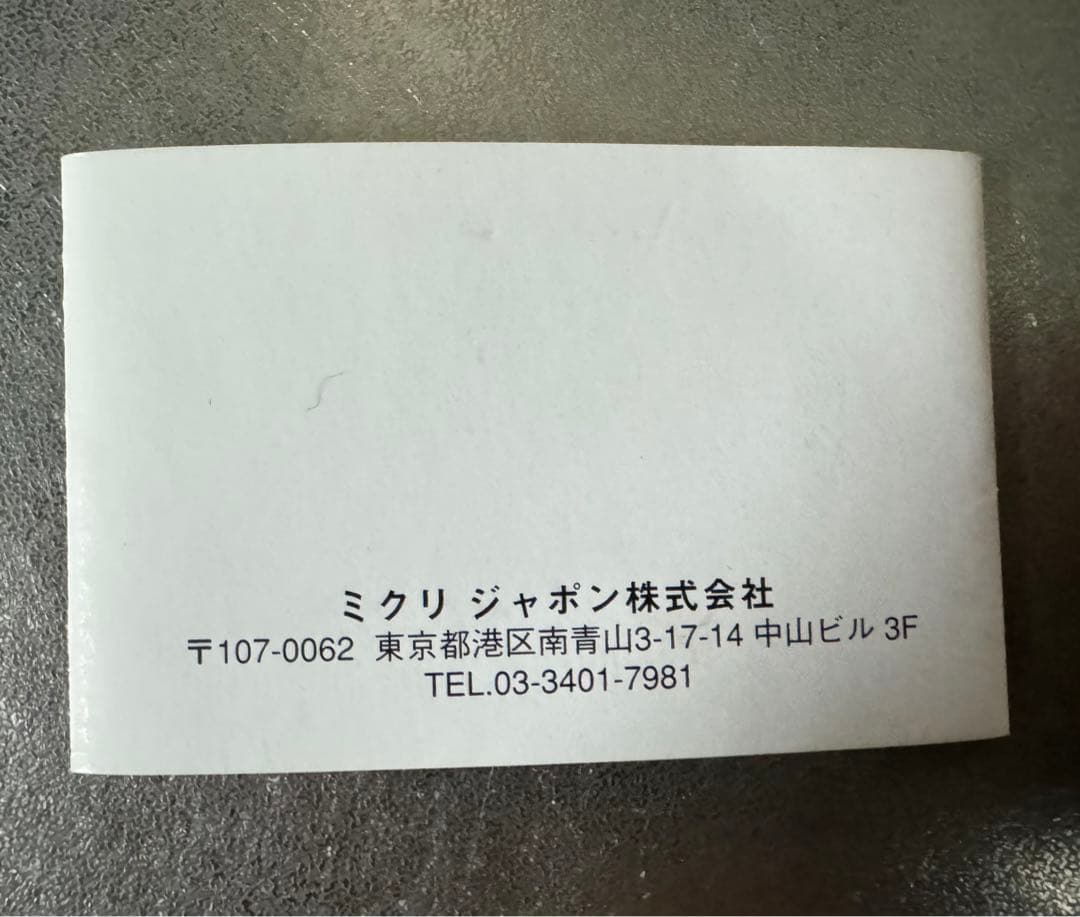 ミクリ ジャポン株式会社
〒107-0062 東京都港区南青山3-17-14 中山ビル 3F
TEL.03-3401-7981